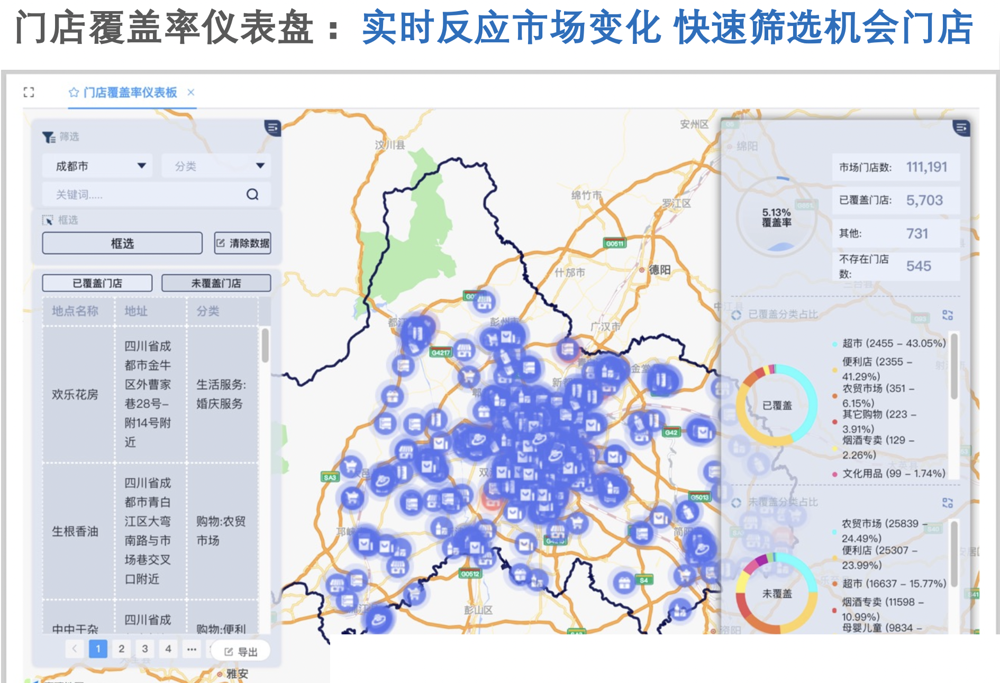 门店覆盖率仪表盘：实时反应市场变化 快速筛选机会门店
门店覆盖率仪表板
筛选
成都市
分类
关键词.....
框选
框选
清除数据
已覆盖门店
未覆盖门店
地点名称
地址
分类
欢乐花房
四川省成
都市金牛
区外曹家
巷28号–
附14号附
近
生活服务:
婚庆服务
生根香油
四川省成
都市青白
江区大弯
南路与市
场巷交叉
口附近
购物:农贸
市场
中中干杂
四川省成
购物:便利
1
2
3
4
•••
导出
雅安
汶川县
安州区
绵阳
绵竹市
罗江区
G0511
德阳
什邡市
中江县
三台县
彭州市
广汉市
G4217
金堂
G42
SA3
G5013
G0512
S4
彭山区
资阳
大英县
G93
S40
S41
5.13%
覆盖率
市场门店数:
111,191
已覆盖门店:
5,703
其他:
731
不存在门店
数:
545
已覆盖分类占比
已覆盖
超市 (2455 – 43.05%)
便利店 (2355 –
41.29%)
农贸市场 (351 –
6.15%)
其它购物 (223 –
3.91%)
烟酒专卖 (129 –
2.26%)
文化用品 (99 – 1.74%)
未覆盖分类占比
未覆盖
农贸市场 (25839 –
24.49%)
便利店 (25307 –
23.99%)
超市 (16637 – 15.77%)
烟酒专卖 (11598 –
10.99%)
母婴儿童 (9834 –